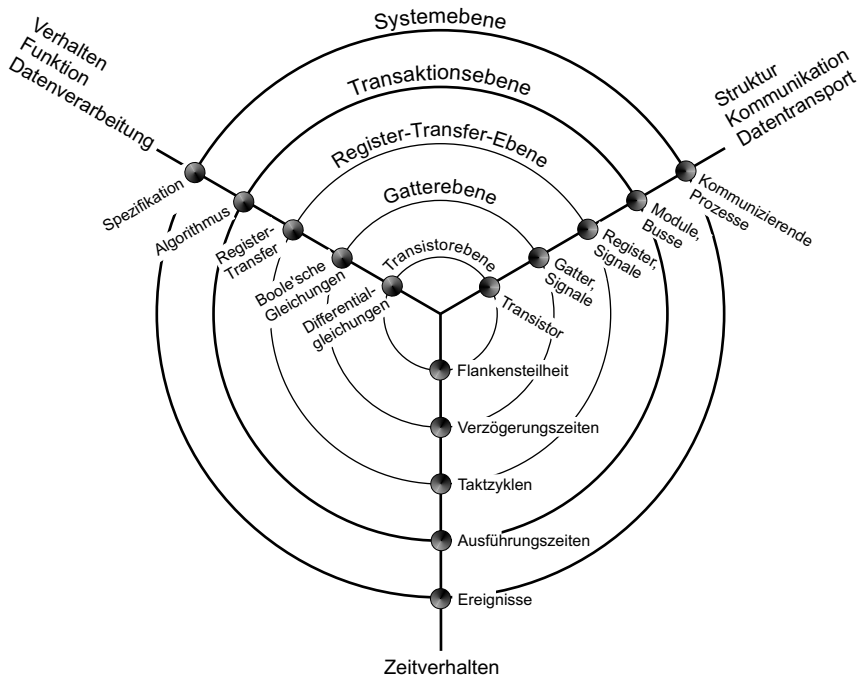 Systemebene
Verhalten
Funktion
Datenverarbeitung
Struktur
Kommunikation
Datentransport
Transaktionsebene
Register-Transfer-Ebene
Gatterebene
Transistorebene
Spezifikation
Algorithmus
Register-
Transfer
Boole'sche
Gleichungen
Differential-
gleichungen
Kommunizierende
Prozesse
Module,
Busse
Register,
Signale
Gatter,
Signale
Transistor
Flankensteilheit
Verzögerungszeiten
Taktzyklen
Ausführungszeiten
Ereignisse
Zeitverhalten